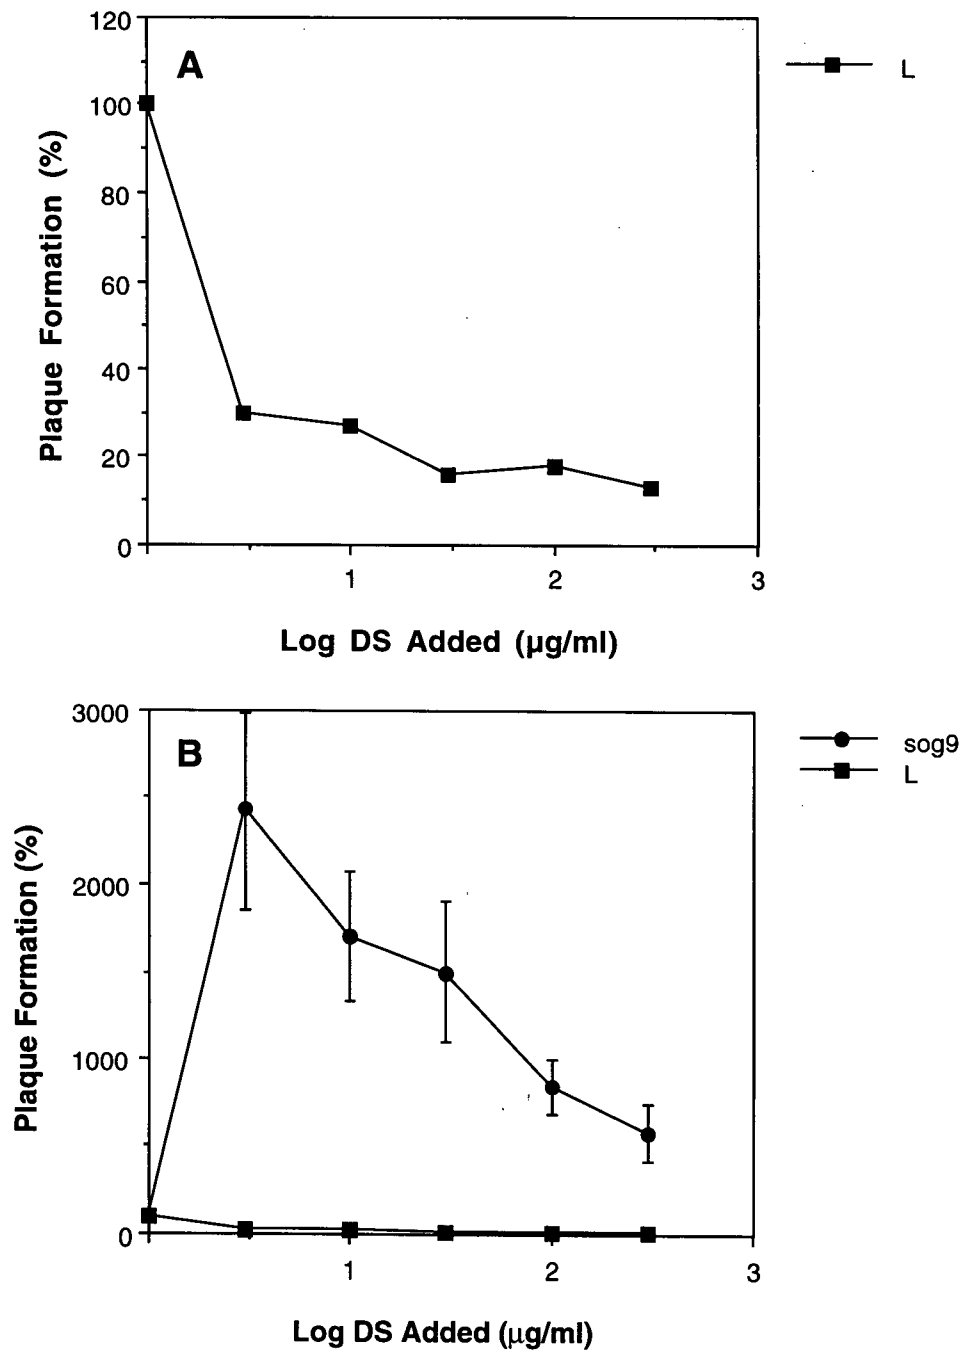 120
A
L
100
80
60
40
20
0
1
2
3
Plaque Formation (%)
Log DS Added (µg/ml)
3000
B
sog9
L
2000
1000
0
1
2
3
Plaque Formation (%)
Log DS Added (µg/ml)